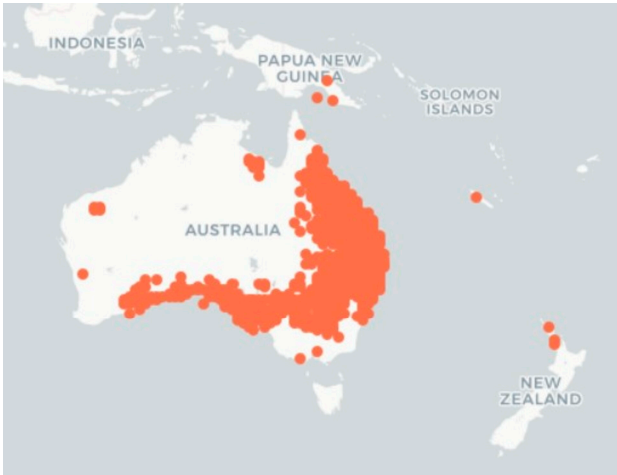 INDONESIA
PAPUA NEW
GUINEA
SOLOMON
ISLANDS
AUSTRALIA
NEW
ZEALAND